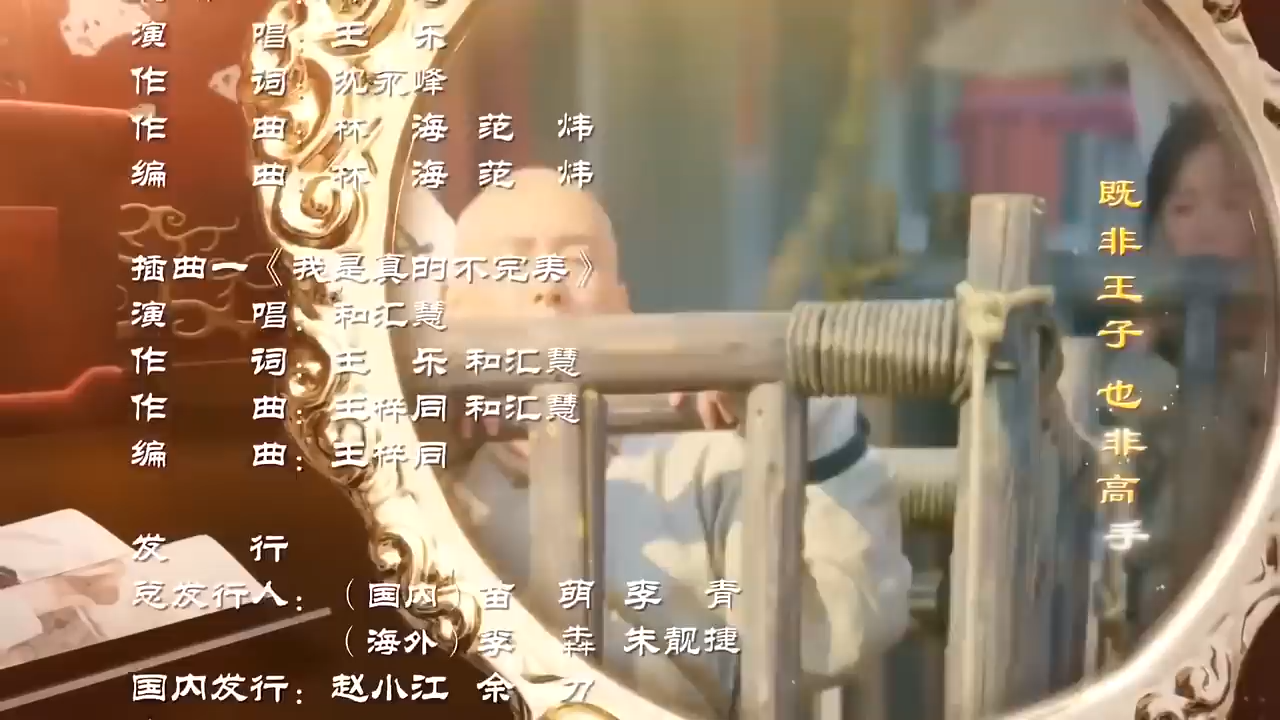 演唱：王乐
作词：沈永峰
作曲：林海 范炜
编曲：林海 范炜
插曲一《我是真的不完美》
演唱：和汇慧
作词：王乐 和汇慧
作曲：王梓同 和汇慧
编曲：王梓同
发行
总发行人：（国内）苗萌 李青
（海外）李犇 朱靓捷
国内发行：赵小江 余力
既非王子也非高手